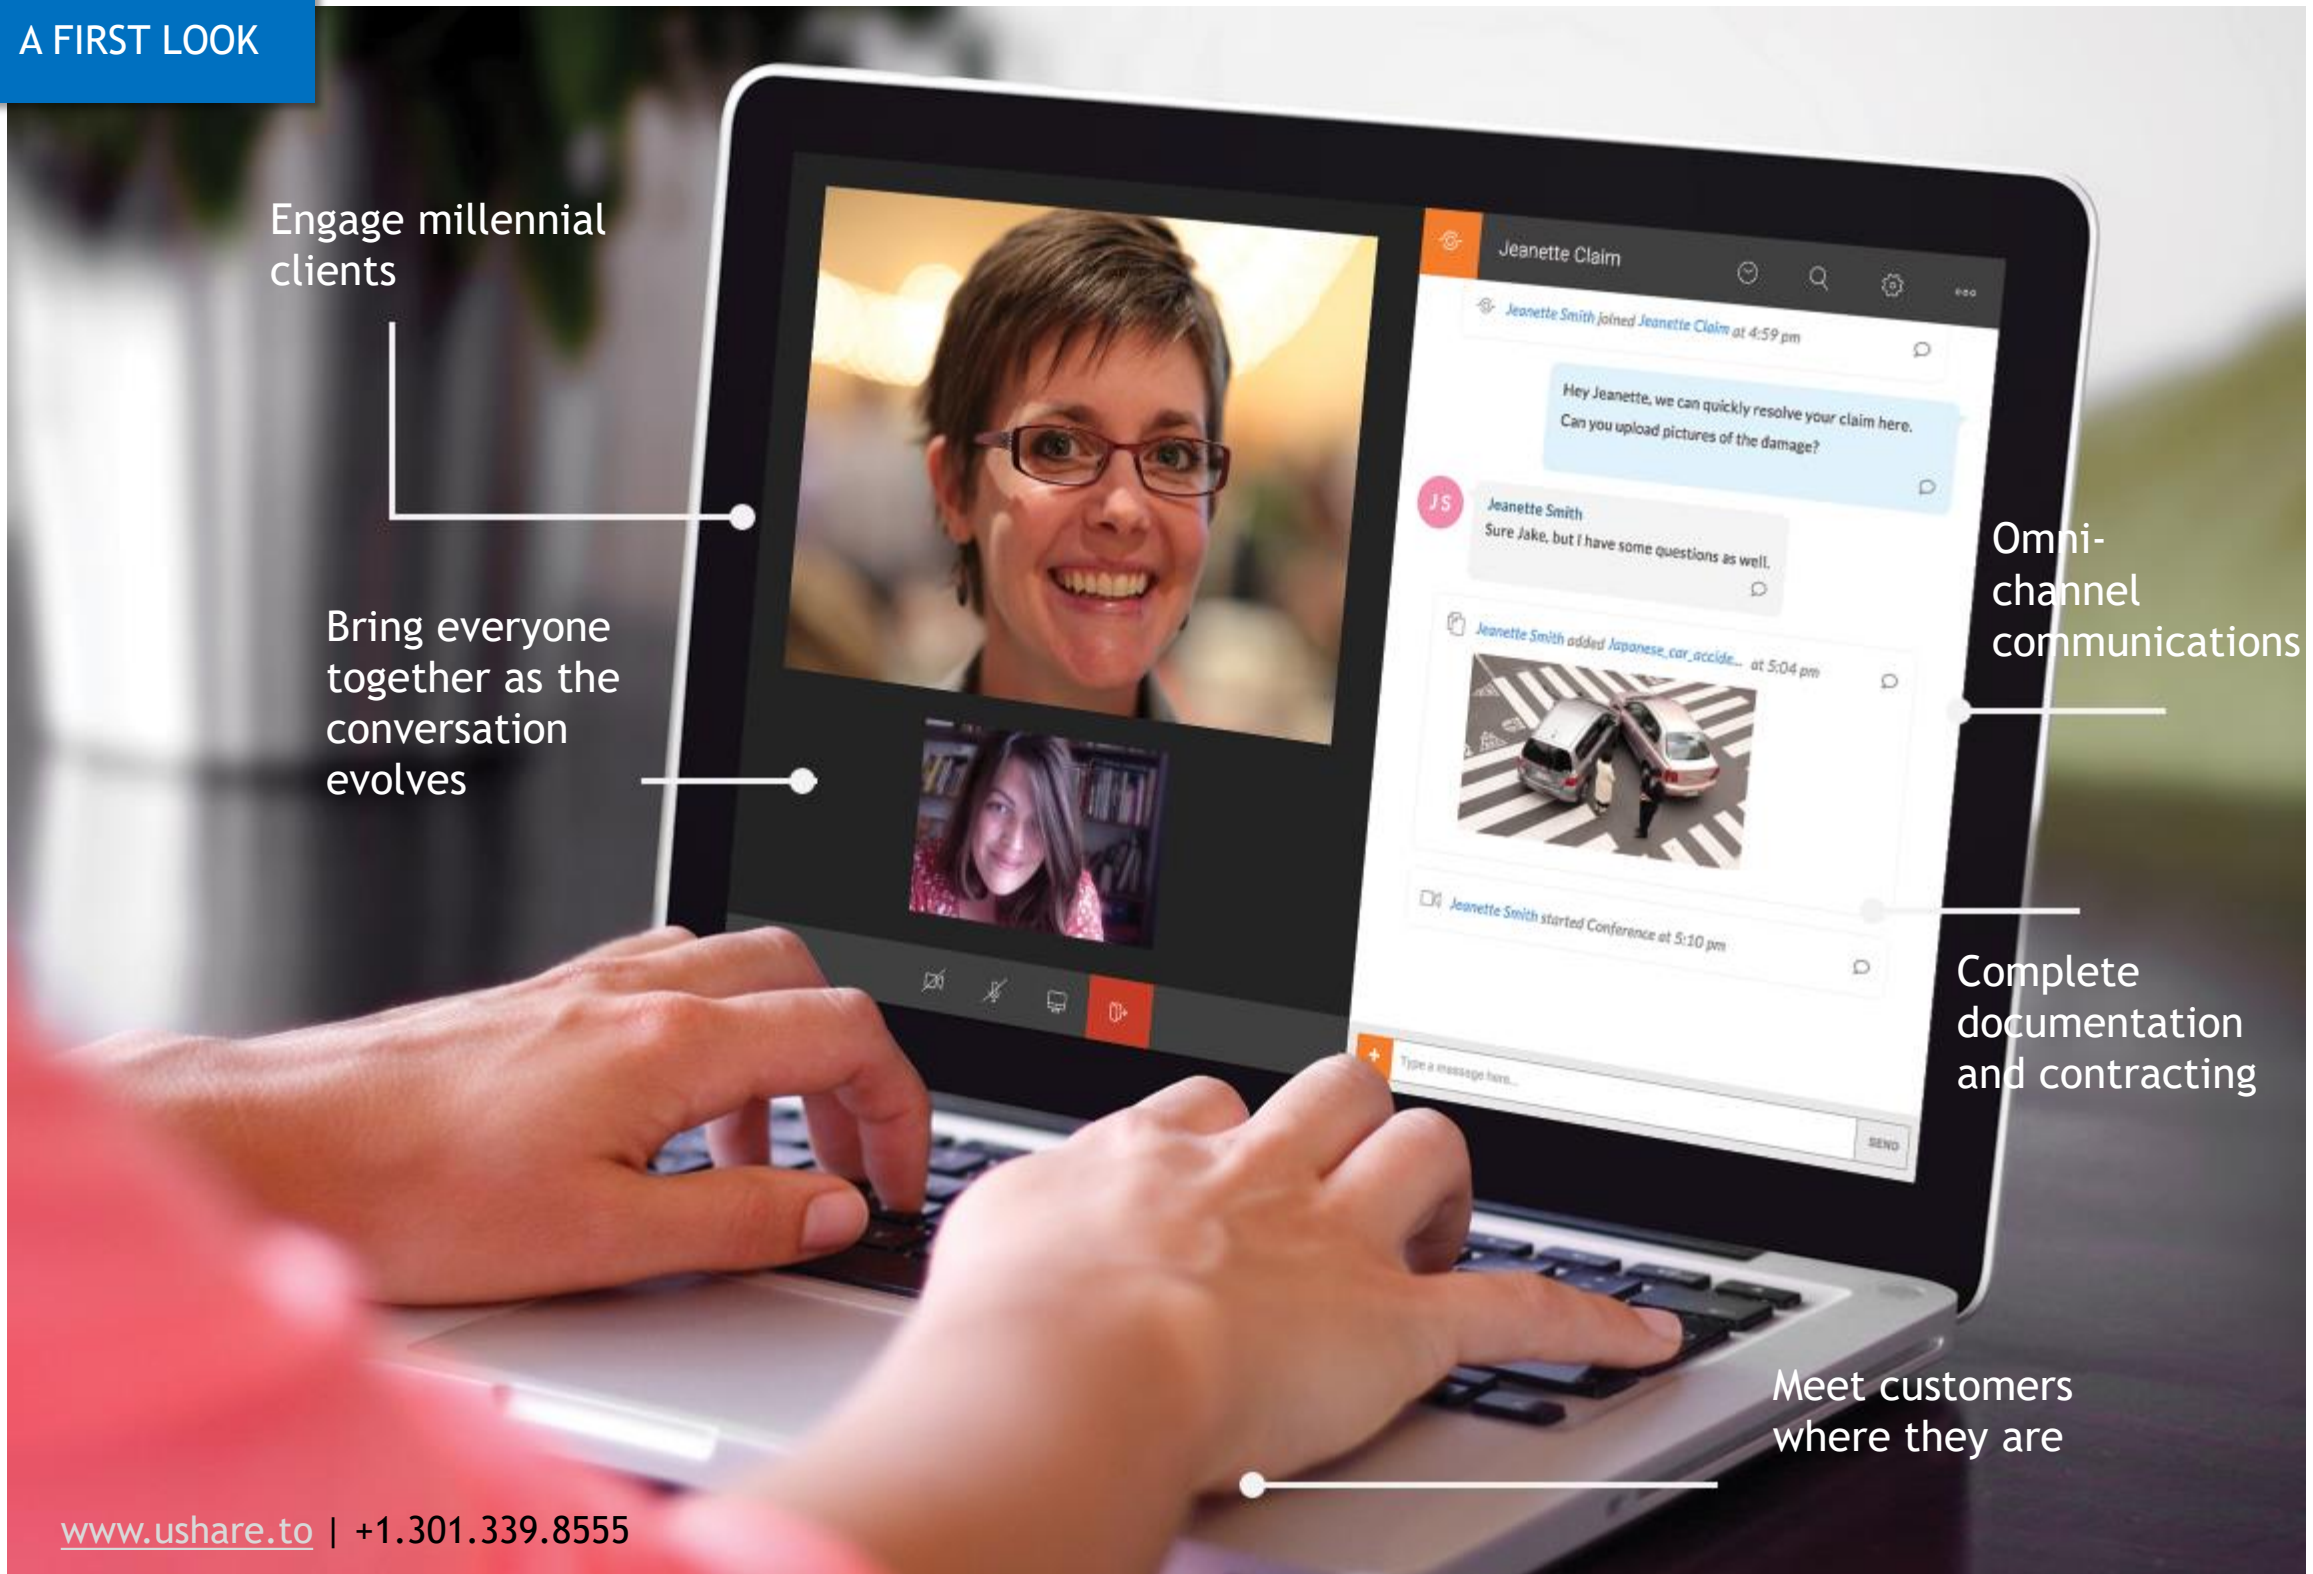 A FIRST LOOK
Engage millennial
clients
Bring everyone
together as the
conversation
evolves
Jeanette Claim
Jeanette Smith joined Jeanette Claim at 4:59 pm
Hey Jeanette, we can quickly resolve your claim here.
Can you upload pictures of the damage?
JS
Jeanette Smith
Sure Jake, but I have some questions as well.
Jeanette Smith added Japanese_car_accide... at 5:04 pm
Jeanette Smith started Conference at 5:10 pm
Type a message here...
SEND
Omni-
channel
communications
Complete
documentation
and contracting
Meet customers
where they are
www.ushare.to | +1.301.339.8555